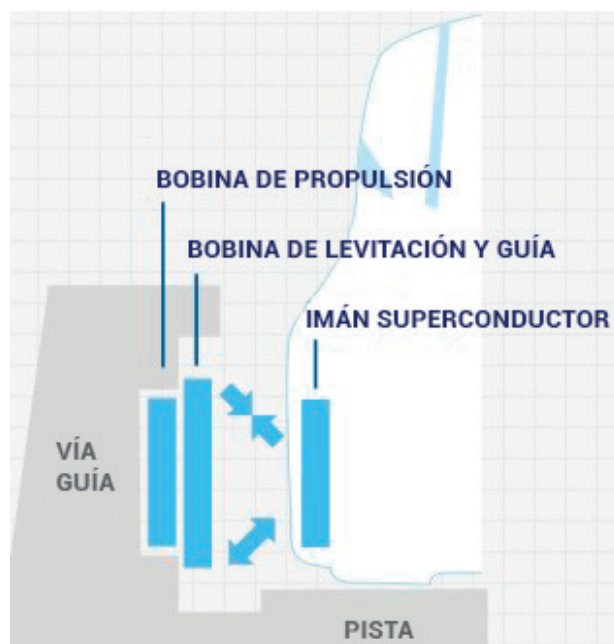 BOBINA DE PROPULSIÓN
BOBINA DE LEVITACIÓN Y GUÍA
IMÁN SUPERCONDUCTOR
VÍA
GUÍA
PISTA